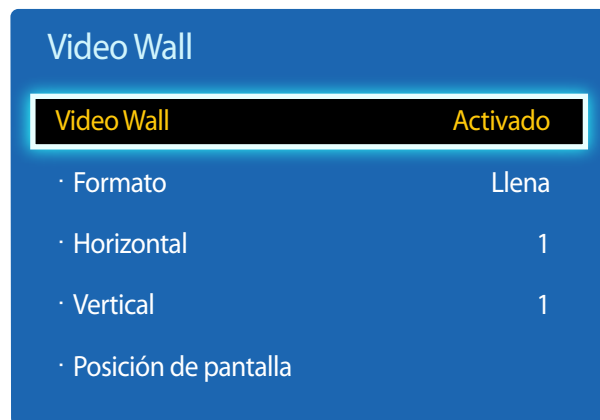 Video Wall
Video Wall Activado
· Formato Llena
· Horizontal 1
· Vertical 1
· Posición de pantalla